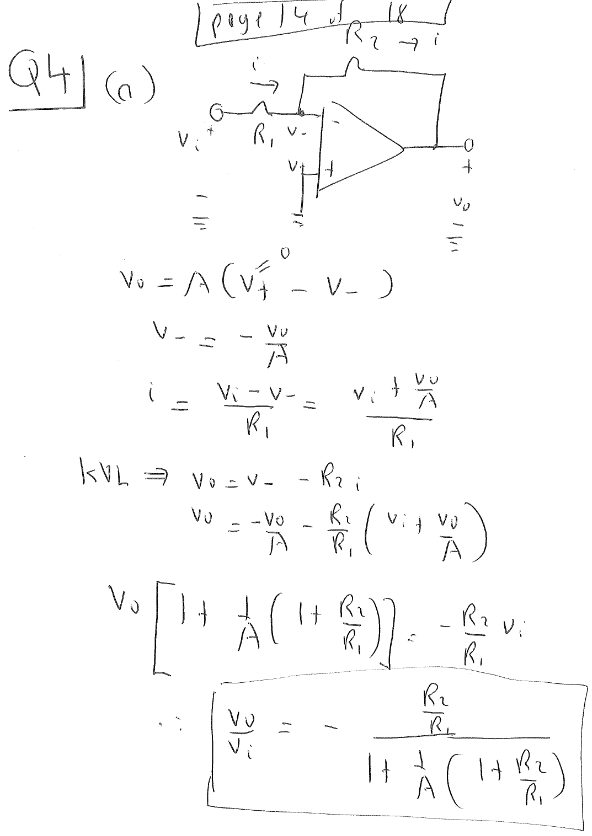 page 14 of 18
Q4 (a)
R2 → i
i →
Vi + R1 V- -
V+ +
- +
Vo
-
Vo = A (V+ = 0 - V-)
V- = - Vo/A
i = (Vi - V-)/R1 = (Vi + Vo/A)/R1
KVL ⇒ Vo = V- - R2 i
Vo = -Vo/A - R2/R1 (Vi + Vo/A)
Vo [1 + 1/A (1 + R2/R1)] = - R2/R1 Vi
∴ Vo/Vi = - (R2/R1)/(1 + 1/A (1 + R2/R1))